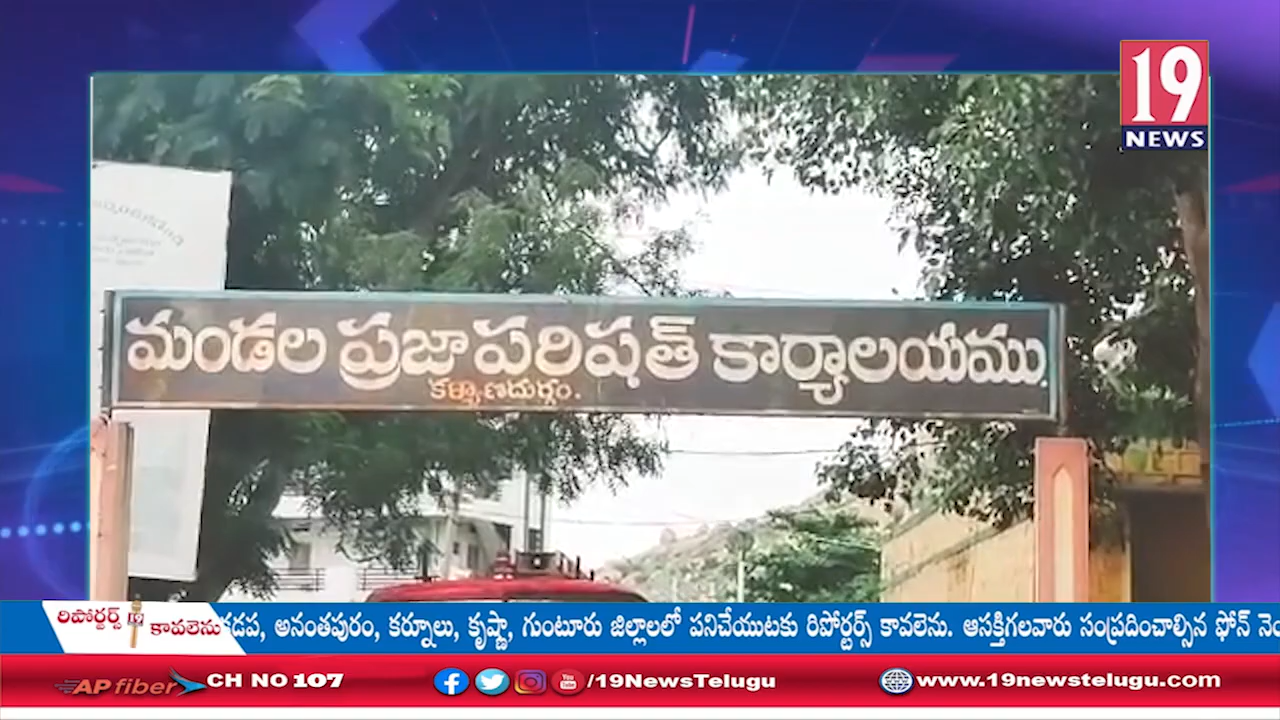 19
NEWS
మండల ప్రజా పరిషత్ కార్యాలయము.
కళ్యాణదుర్గం.
రిపోర్టర్స్ 19
కావలెను
కడప, అనంతపురం, కర్నూలు, కృష్ణా, గుంటూరు జిల్లాలలో పనిచేయుటకు రిపోర్టర్స్ కావలెను. ఆసక్తిగలవారు సంప్రదించాల్సిన ఫోన్
AP fiber CH NO 107 /19NewsTelugu www.19newstelugu.com